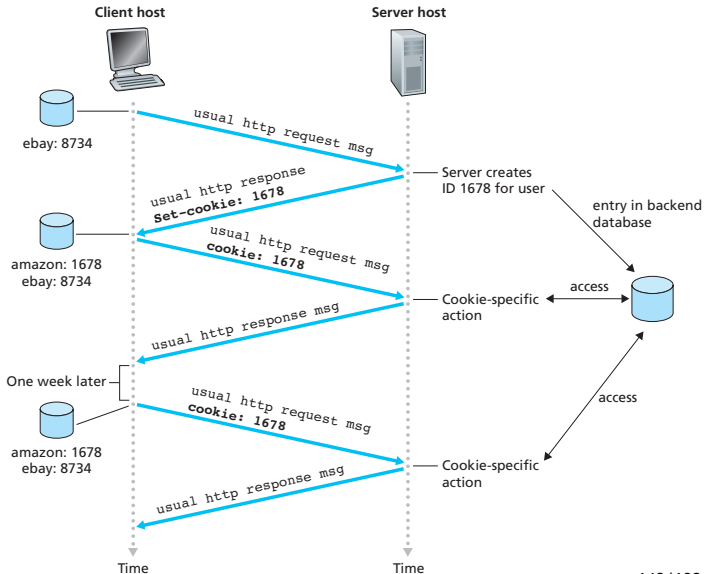 Client host
Server host
usual http request msg
ebay: 8734
Server creates
ID 1678 for user
usual http response
Set-cookie: 1678
entry in backend
database
usual http request msg
cookie: 1678
amazon: 1678
ebay: 8734
access
Cookie-specific
action
usual http response msg
One week later
usual http request msg
cookie: 1678
access
amazon: 1678
ebay: 8734
Cookie-specific
action
usual http response msg
Time
Time